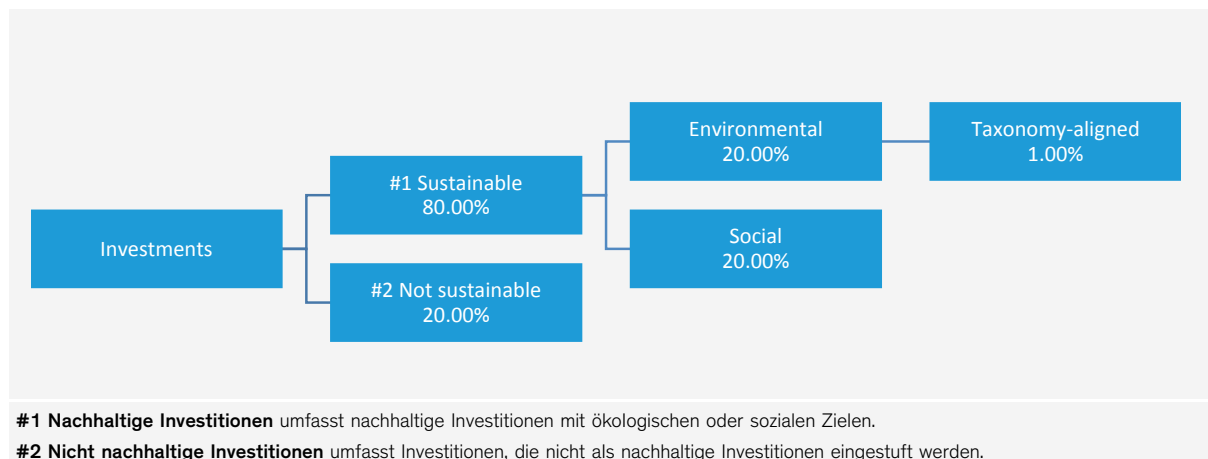 Investments
#1 Sustainable
80.00%
#2 Not sustainable
20.00%
Environmental
20.00%
Social
20.00%
Taxonomy-aligned
1.00%
#1 Nachhaltige Investitionen umfasst nachhaltige Investitionen mit ökologischen oder sozialen Zielen.
#2 Nicht nachhaltige Investitionen umfasst Investitionen, die nicht als nachhaltige Investitionen eingestuft werden.